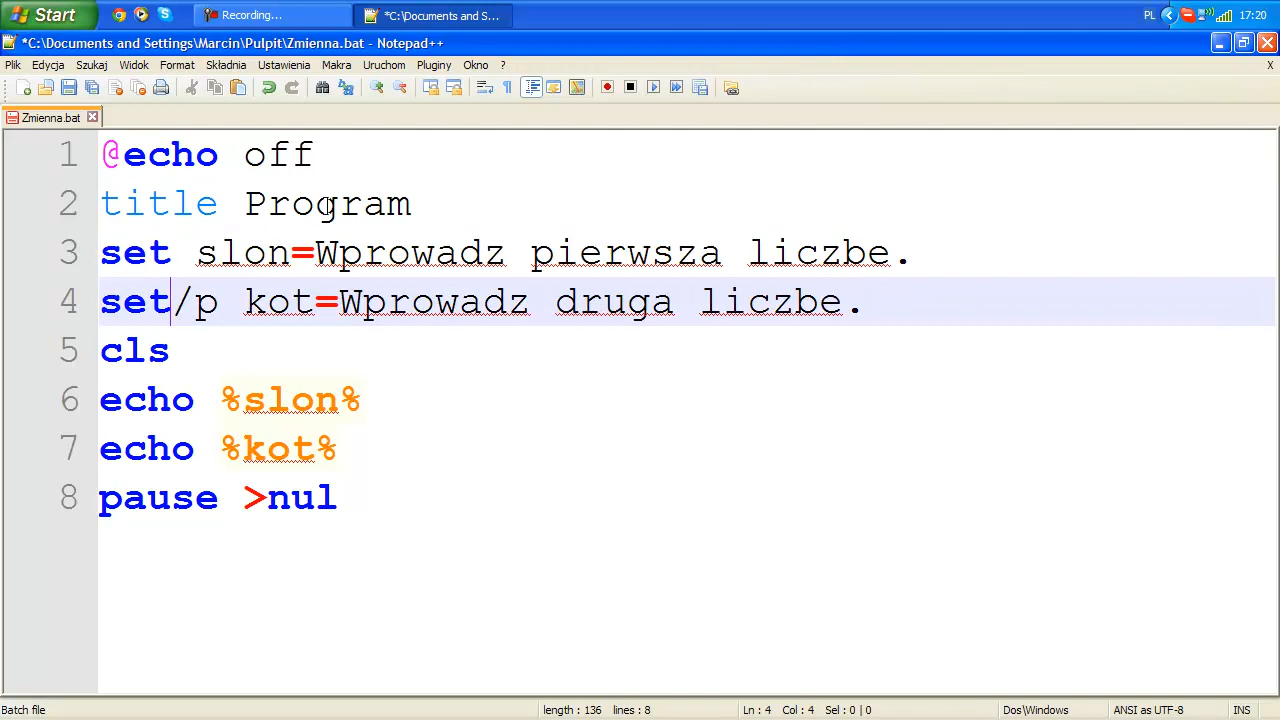 Start
Recording...
*C:\Documents and S...
PL
17:20
*C:\Documents and Settings\Marcin\Pulpit\Zmienna.bat - Notepad++
Plik Edycja Szukaj Widok Format Składnia Ustawienia Makra Uruchom Pluginy Okno ?
X
Zmienna.bat
1 @echo off
2 title Program
3 set slon=Wprowadz pierwsza liczbe.
4 set/p kot=Wprowadz druga liczbe.
5 cls
6 echo %slon%
7 echo %kot%
8 pause >nul
Batch file
length : 136 lines : 8
Ln : 4 Col : 4 Sel : 0 | 0
Dos\Windows
ANSI as UTF-8
INS